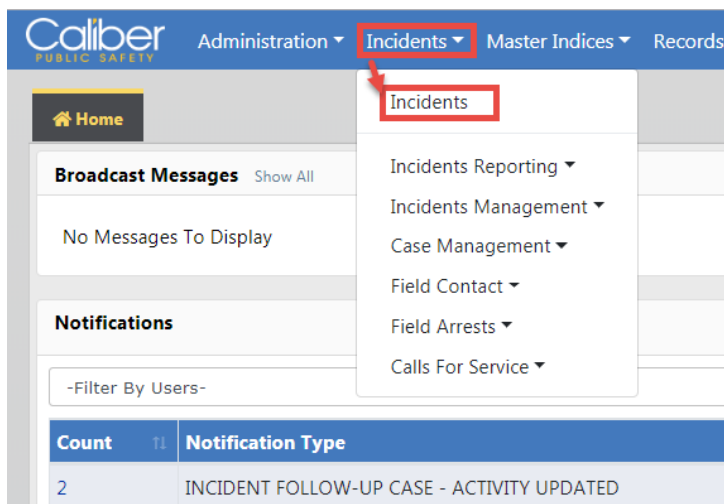 Caliber
PUBLIC SAFETY
Administration Incidents Master Indices Records
Incidents
Home
Incidents Reporting
Broadcast Messages Show All
Incidents Management
No Messages To Display
Case Management
Field Contact
Notifications
Field Arrests
Calls For Service
-Filter By Users-
Count Notification Type
2 INCIDENT FOLLOW-UP CASE - ACTIVITY UPDATED